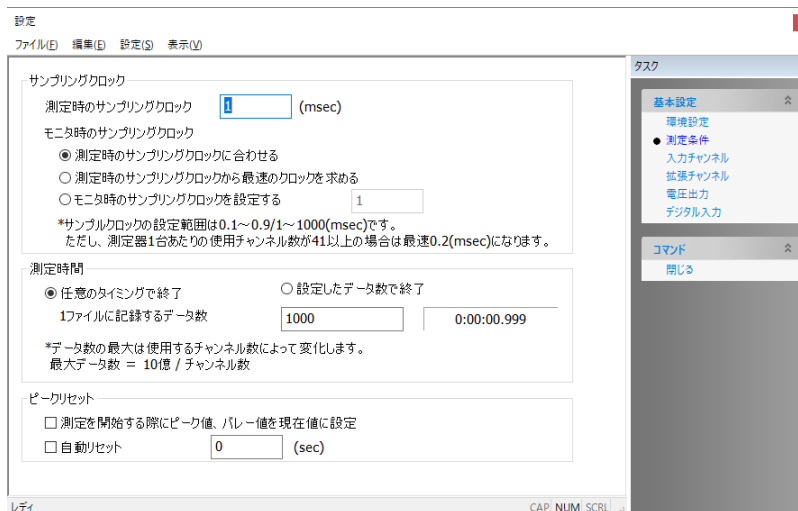 設定
ファイル(F) 編集(E) 設定(S) 表示(V)
サンプリングクロック
測定時のサンプリングクロック 1 (msec)
モニタ時のサンプリングクロック
測定時のサンプリングクロックに合わせる
測定時のサンプリングクロックから最速のクロックを求める
モニタ時のサンプリングクロックを設定する 1
*サンプルクロックの設定範囲は0.1～0.9/1～1000(msec)です。
ただし、測定器1台あたりの使用チャンネル数が41以上の場合は最速0.2(msec)になります。
測定時間
任意のタイミングで終了 設定したデータ数で終了
1ファイルに記録するデータ数 1000 0:00:00.999
*データ数の最大は使用するチャンネル数によって変化します。
最大データ数 = 10億 / チャンネル数
ピークリセット
測定を開始する際にピーク値、バレー値を現在値に設定
自動リセット 0 (sec)
タスク
基本設定
環境設定
測定条件
入力チャンネル
拡張チャンネル
電圧出力
デジタル入力
コマンド
閉じる
レディ CAP NUM SCRL